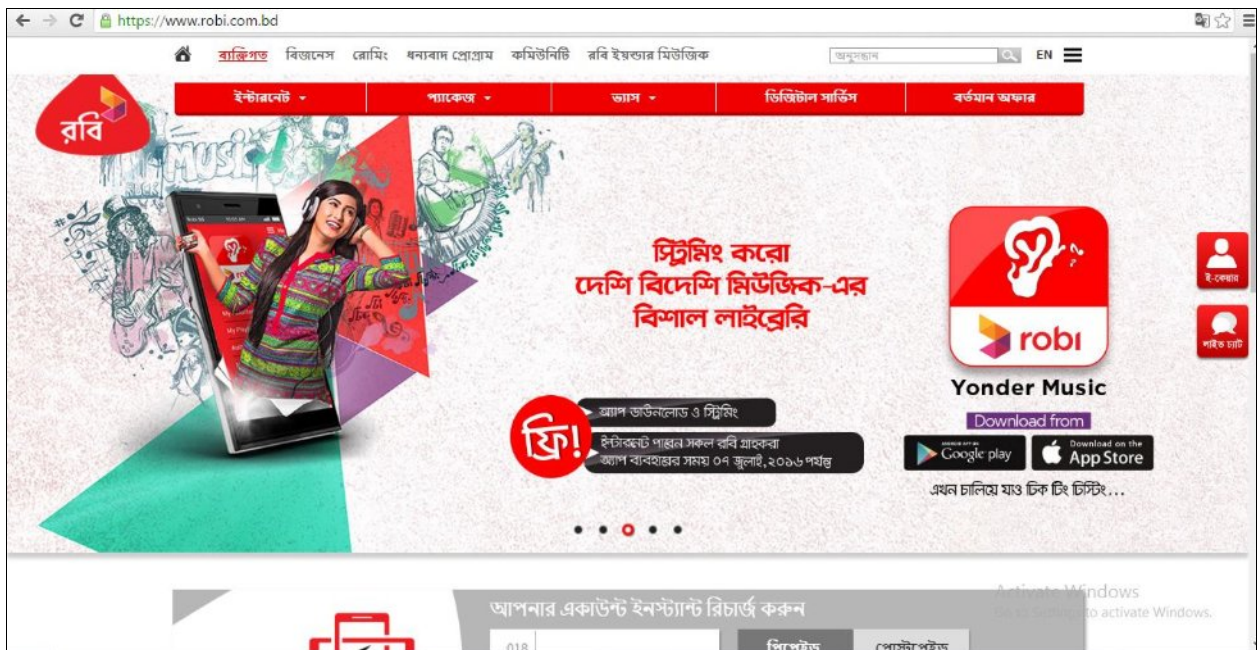 https://www.robi.com.bd
ব্যক্তিগত বিজনেস রোমিং ধন্যবাদ প্রোগ্রাম কমিউনিটি রবি ইয়ন্ডার মিউজিক
অনুসন্ধান
EN
ইন্টারনেট প্যাকেজ ভ্যাস ডিজিটাল সার্ভিস বর্তমান অফার
রবি
MUSIC
স্ট্রিমিং করো
দেশি বিদেশি মিউজিক-এর
বিশাল লাইব্রেরি
ই-কেয়ার
লাইভ চ্যাট
robi
Yonder Music
Download from
Google play
Download on the
App Store
এখন চালিয়ে যাও ঢিক টিং ঢিস্টিং...
ফ্রি!
অ্যাপ ডাউনলোড ও স্ট্রিমিং
ইন্টারনেট পাবেন সকল রবি গ্রাহকরা
অ্যাপ ব্যবহারের সময় ০৭ জুলাই, ২০১৬ পর্যন্ত
Activate Windows
Go to Settings to activate Windows.
আপনার একাউন্ট ইনস্ট্যান্ট রিচার্জ করুন
018
প্রিপেইড পোস্টপেইড